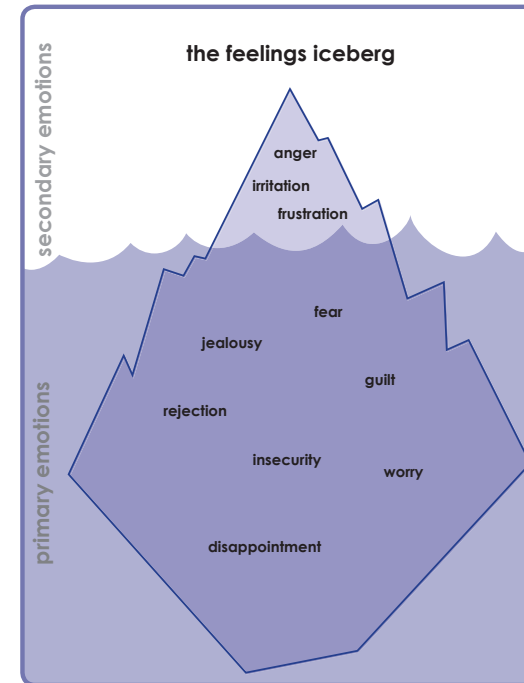 the feelings iceberg
secondary emotions
anger
irritation
frustration
primary emotions
fear
jealousy
guilt
rejection
insecurity
worry
disappointment